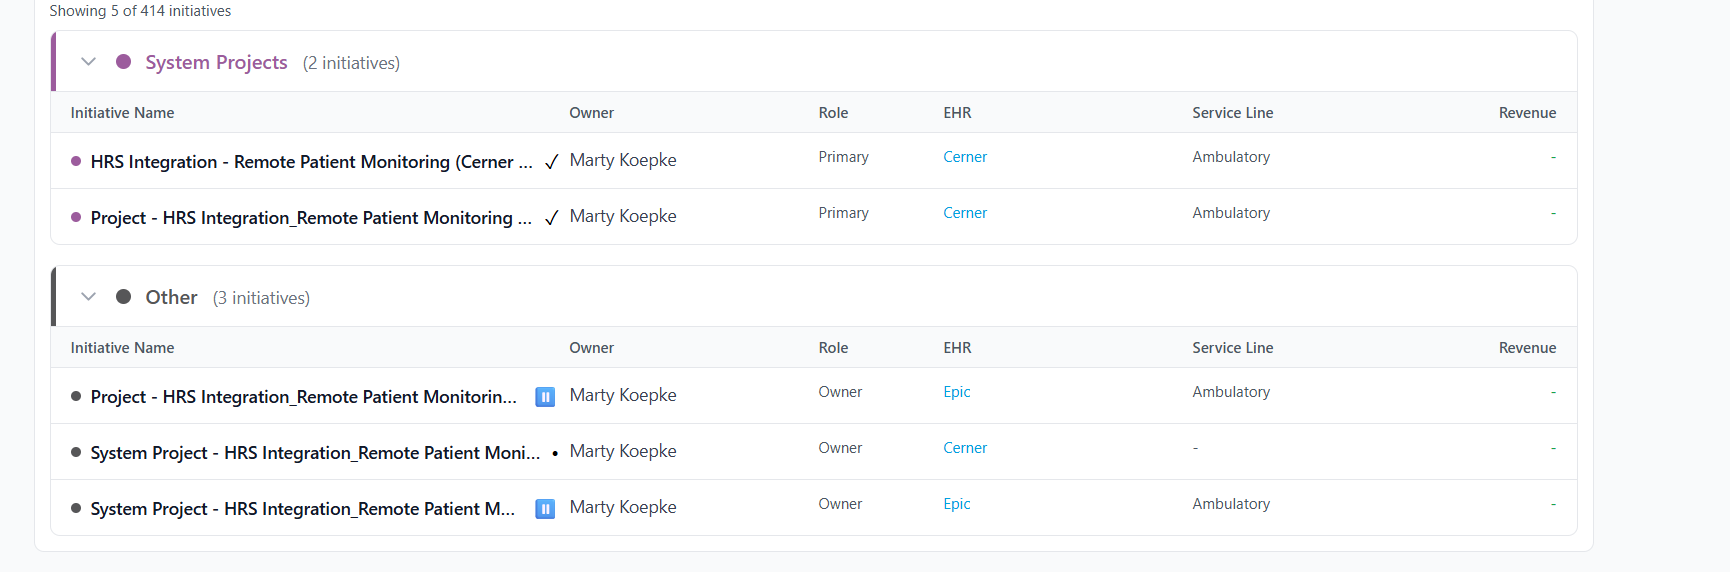 Showing 5 of 414 initiatives
System Projects (2 initiatives)
Initiative Name Owner Role EHR Service Line Revenue
HRS Integration - Remote Patient Monitoring (Cerner ... ✓ Marty Koepke Primary Cerner Ambulatory -
Project - HRS Integration_Remote Patient Monitoring ... ✓ Marty Koepke Primary Cerner Ambulatory -
Other (3 initiatives)
Initiative Name Owner Role EHR Service Line Revenue
Project - HRS Integration_Remote Patient Monitorin... Marty Koepke Owner Epic Ambulatory -
System Project - HRS Integration_Remote Patient Moni... • Marty Koepke Owner Cerner - -
System Project - HRS Integration_Remote Patient M... Marty Koepke Owner Epic Ambulatory -